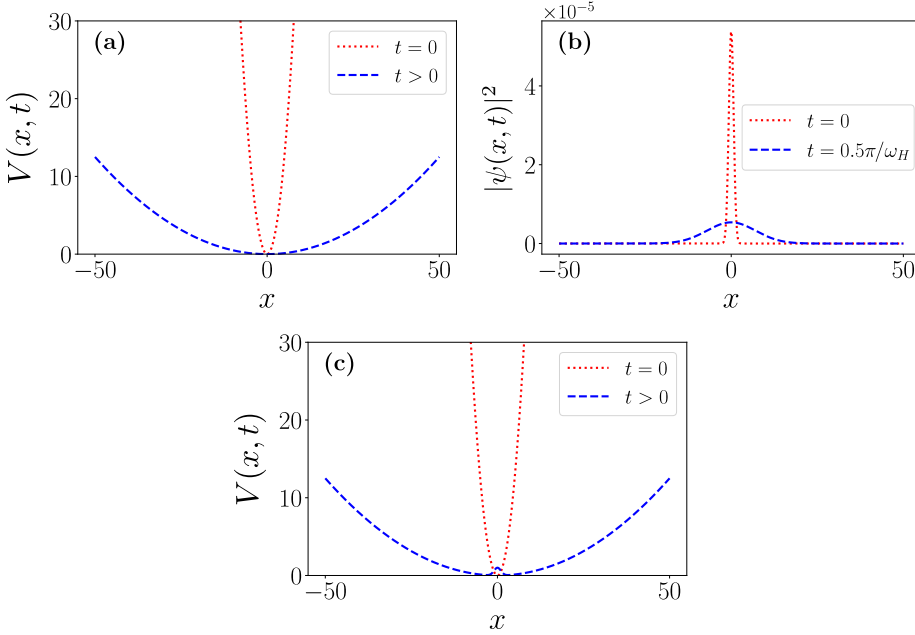 (a)
V(x, t)
30
20
10
0
−50
0
50
x
t = 0
t > 0
(b)
×10⁻⁵
|ψ(x, t)|²
4
2
0
−50
0
50
x
t = 0
t = 0.5π/ω_H
(c)
V(x, t)
30
20
10
0
−50
0
50
x
t = 0
t > 0